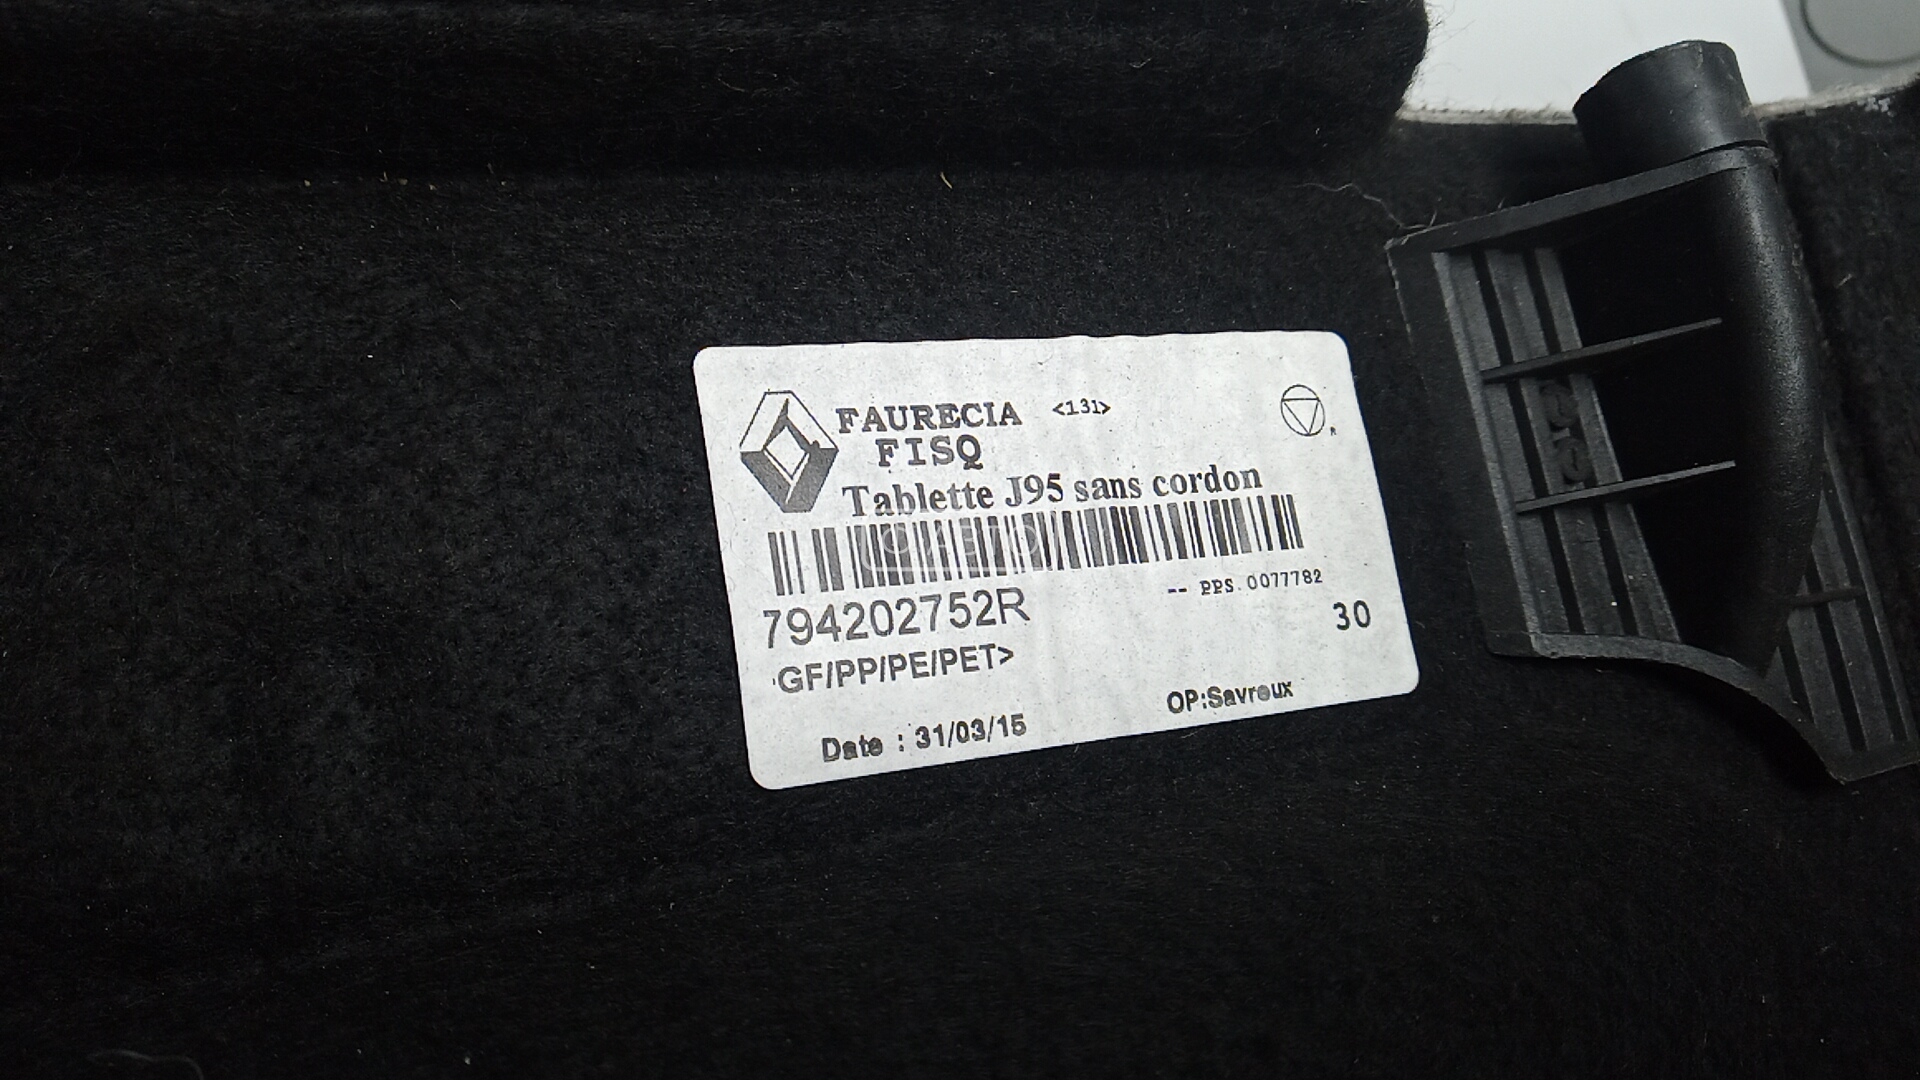 FAURECIA <131>
FISQ
Tablette J95 sans cordon
794202752R
-- PPS.0077782
30
GF/PP/PE/PET>
OP:Savreux
Date : 31/03/15